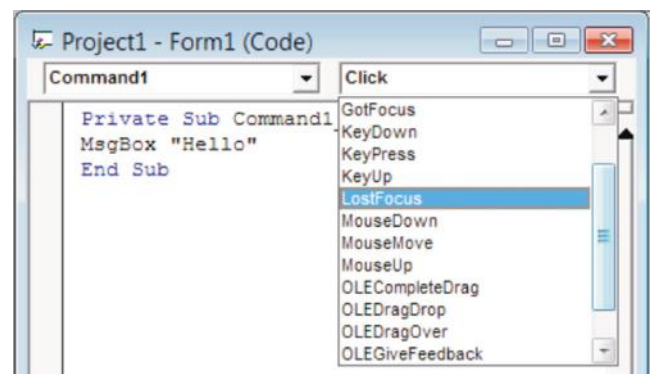 Project1 - Form1 (Code)
Command1 Click
Private Sub Command1_
MsgBox "Hello"
End Sub
GotFocus
KeyDown
KeyPress
KeyUp
LostFocus
MouseDown
MouseMove
MouseUp
OLECompleteDrag
OLEDragDrop
OLEDragOver
OLEGiveFeedback